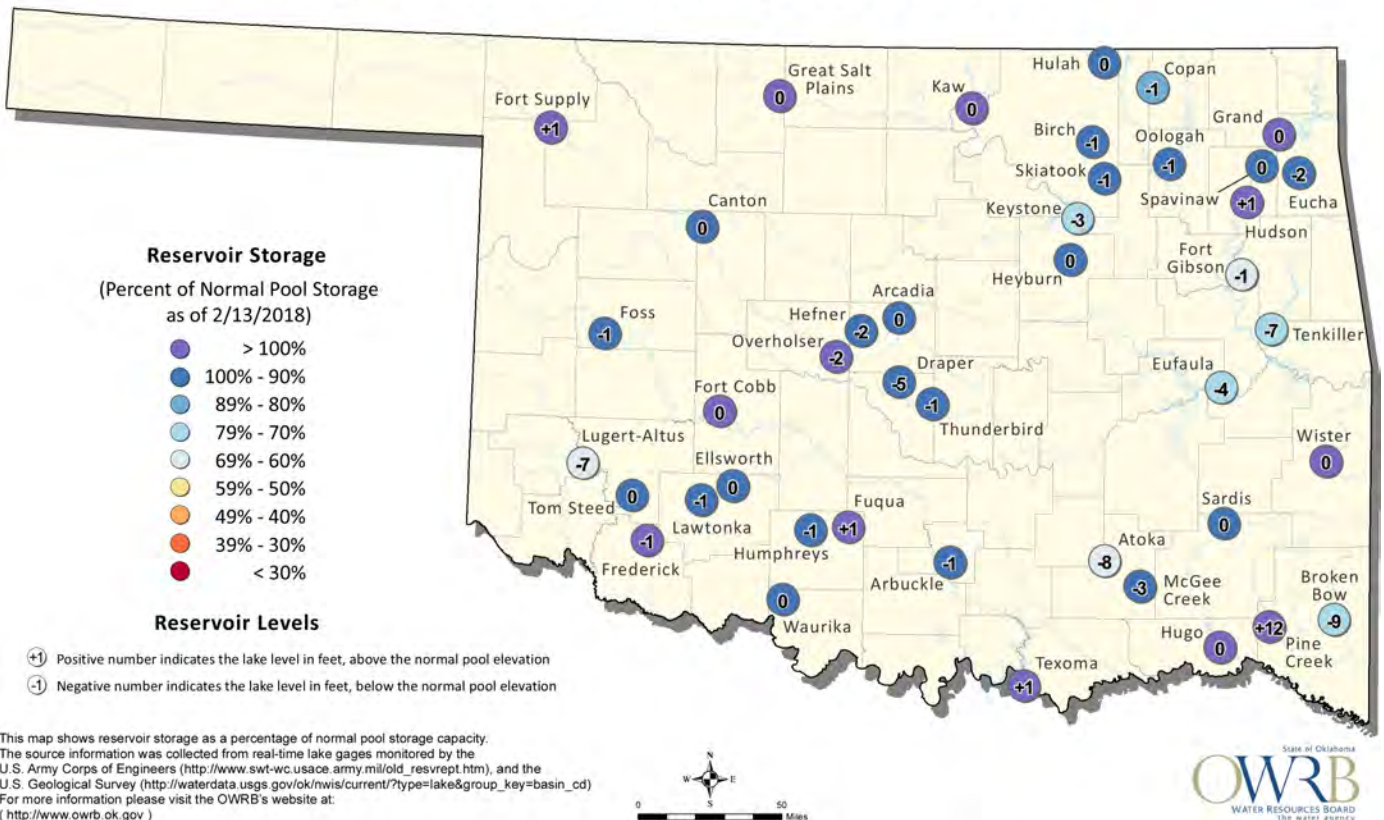 Great Salt
Plains
0
Fort Supply
+1
Kaw
0
Hulah
0
Copan
-1
Birch
-1
Oologah
-1
Skiatook
-1
Grand
0
Spavinaw
0
-2
Eucha
+1
Hudson
Keystone
-3
Heyburn
0
Fort
Gibson
-1
Canton
0
Foss
-1
Arcadia
0
Hefner
-2
Overholser
-2
Draper
-5
-1
Thunderbird
-7
Tenkiller
Eufaula
-4
Fort Cobb
0
Lugert-Altus
-7
Ellsworth
0
Tom Steed
0
-1
Lawtonka
-1
Frederick
Fuqua
+1
-1
Humphreys
0
Waurika
-1
Arbuckle
Wister
0
Sardis
0
Atoka
-8
-3
McGee
Creek
Broken
Bow
-9
Hugo
0
+12
Pine
Creek
Texoma
+1
Reservoir Storage
(Percent of Normal Pool Storage
as of 2/13/2018)
> 100%
100% - 90%
89% - 80%
79% - 70%
69% - 60%
59% - 50%
49% - 40%
39% - 30%
< 30%
Reservoir Levels
+1 Positive number indicates the lake level in feet, above the normal pool elevation
-1 Negative number indicates the lake level in feet, below the normal pool elevation
This map shows reservoir storage as a percentage of normal pool storage capacity.
The source information was collected from real-time lake gages monitored by the
U.S. Army Corps of Engineers (http://www.swt-wc.usace.army.mil/old_resvrept.htm), and the
U.S. Geological Survey (http://waterdata.usgs.gov/ok/nwis/current/?type=lake&group_key=basin_cd)
For more information please visit the OWRB's website at:
( http://www.owrb.ok.gov )
N
W E
S
0 50
Miles
State of Oklahoma
OWRB
WATER RESOURCES BOARD
the water agency